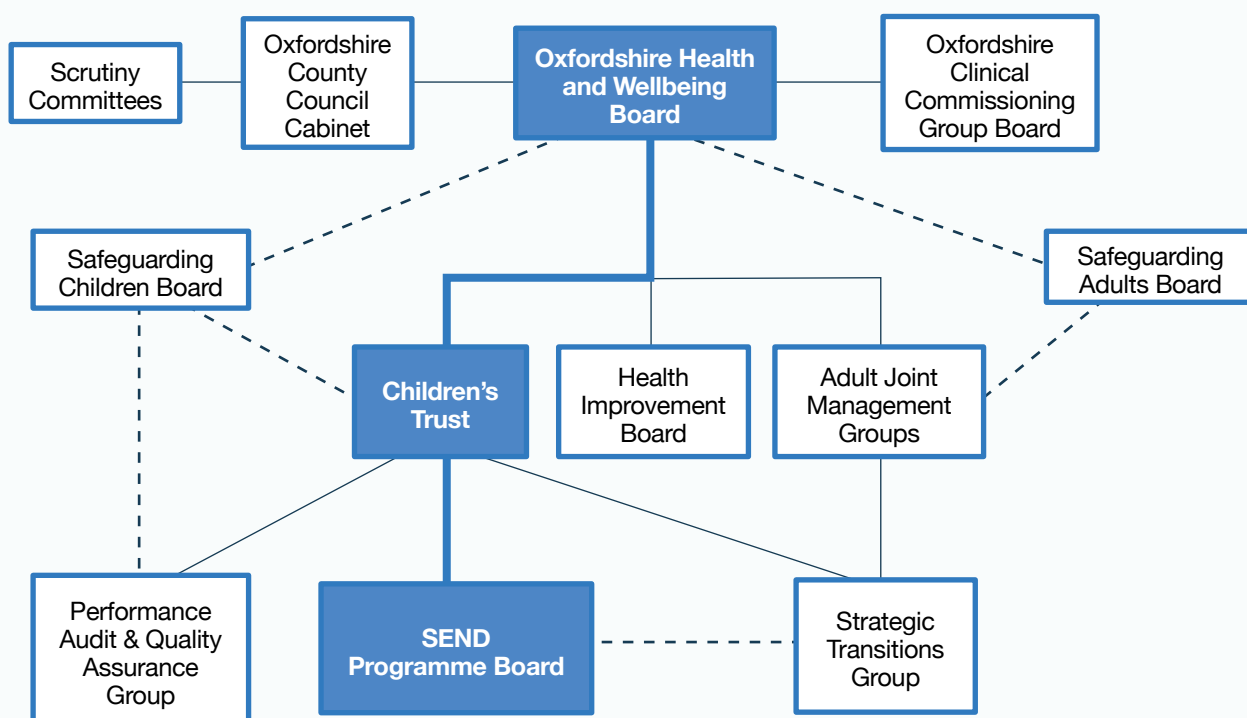 Scrutiny
Committees
Oxfordshire
County
Council
Cabinet
Oxfordshire Health
and Wellbeing
Board
Oxfordshire
Clinical
Commissioning
Group Board
Safeguarding
Children Board
Safeguarding
Adults Board
Children’s
Trust
Health
Improvement
Board
Adult Joint
Management
Groups
Performance
Audit & Quality
Assurance
Group
SEND
Programme Board
Strategic
Transitions
Group